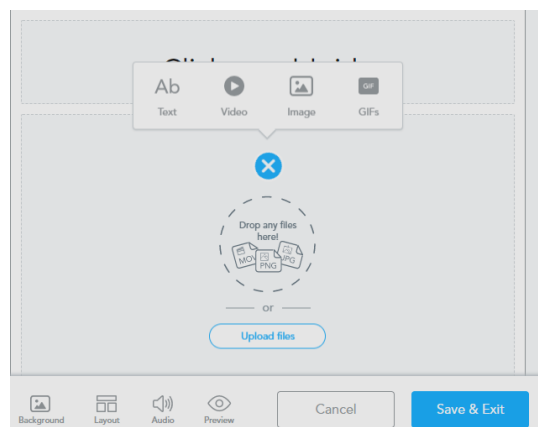 Ab
GIF
Text Video Image GIFs
Drop any files
here!
MOV PNG JPG
or
Upload files
Background Layout Audio Preview
Cancel
Save & Exit